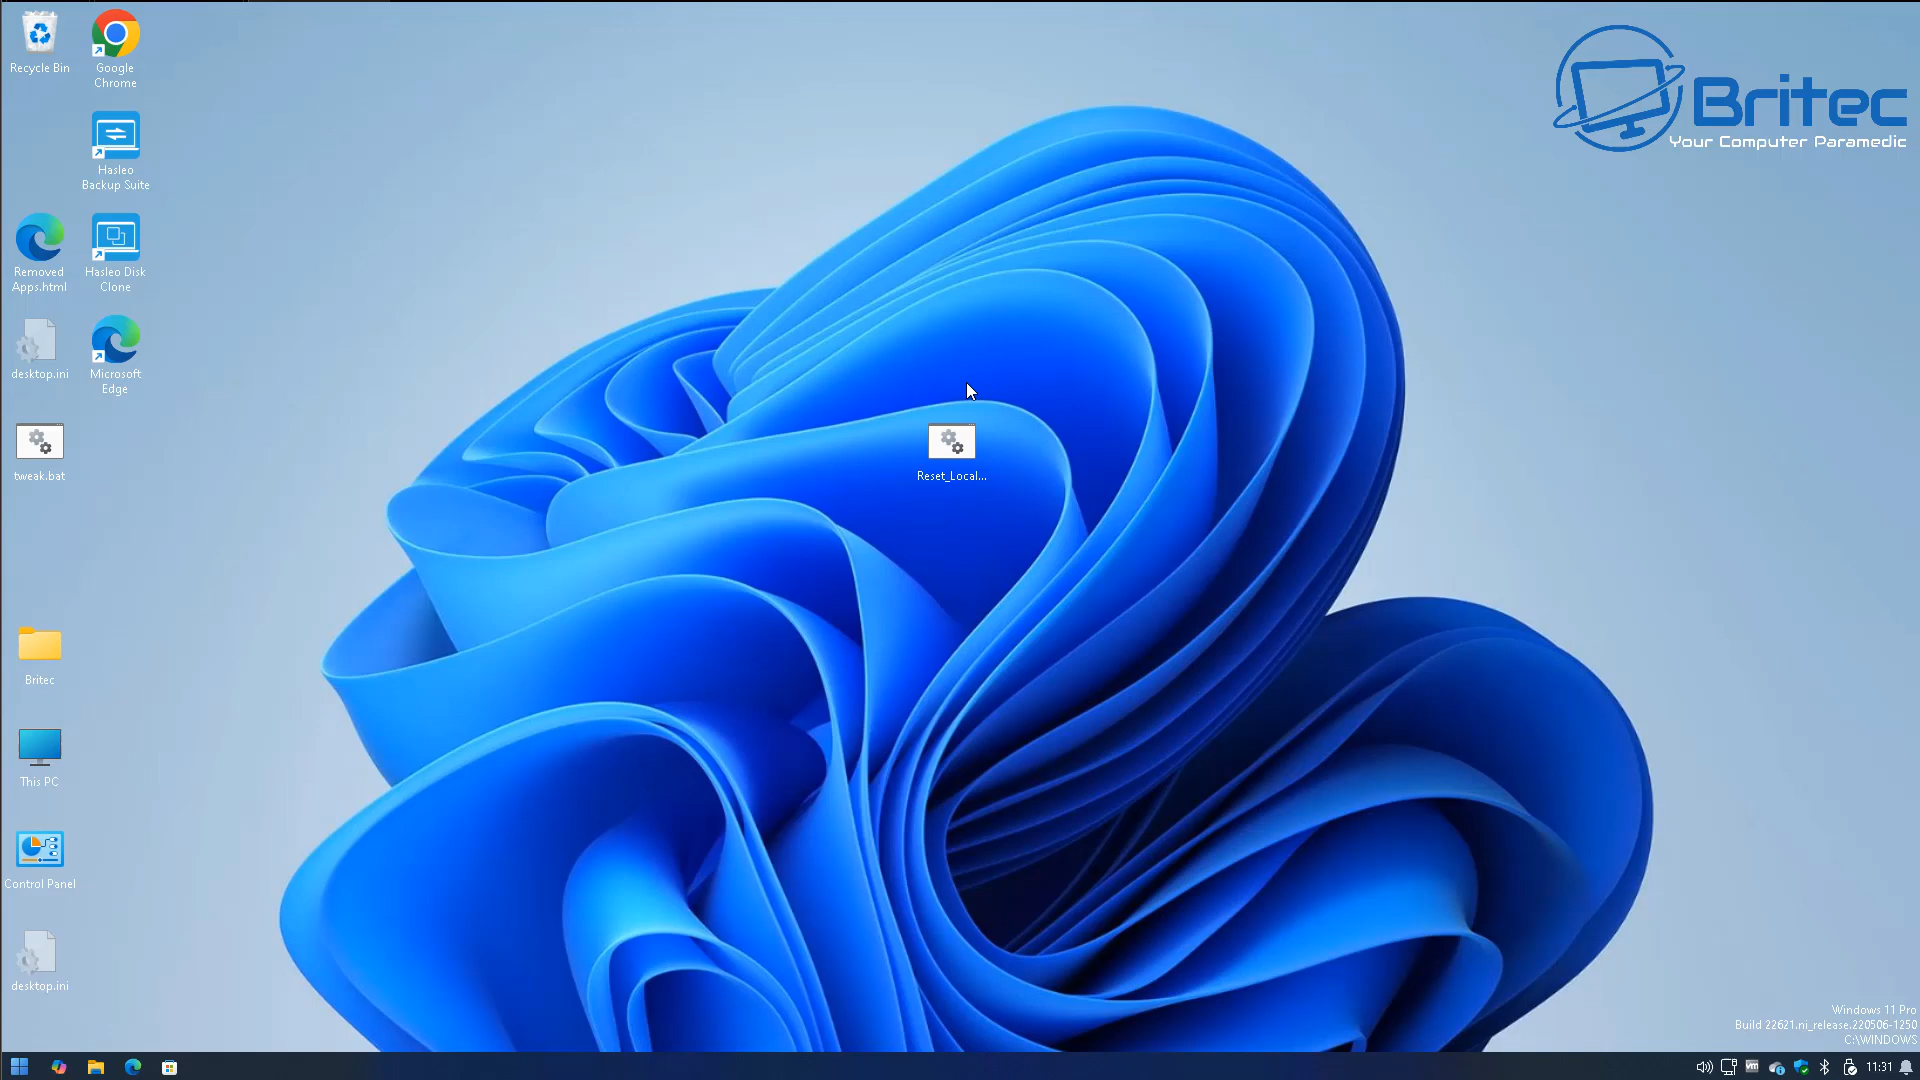 Recycle Bin
Google
Chrome
Hasleo
Backup Suite
Removed
Apps.html
Hasleo Disk
Clone
desktop.ini
Microsoft
Edge
tweak.bat
Reset_Local...
Britec
This PC
Control Panel
desktop.ini
Britec
Your Computer Paramedic
Windows 11 Pro
Build 22621.ni_release.220506-1250
C:\WINDOWS
vm
11:31